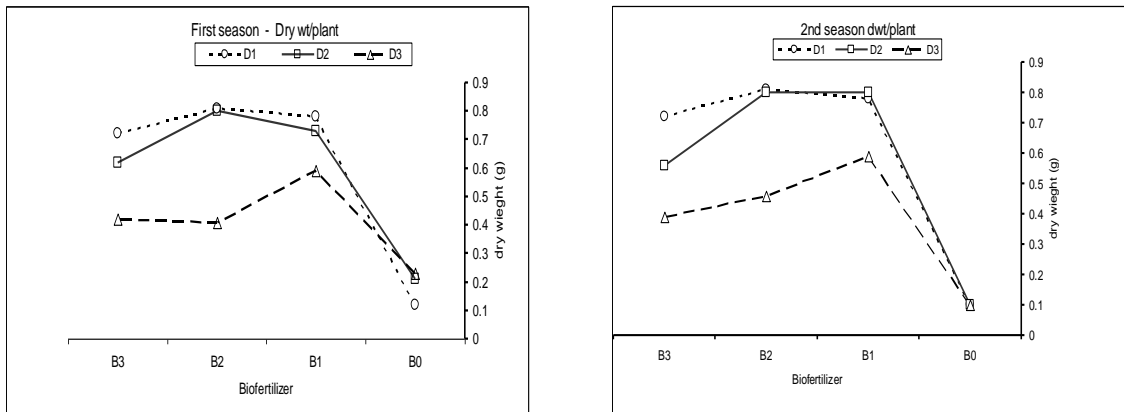 First season - Dry wt/plant
D1 D2 D3
0.9
0.8
0.7
0.6
0.5
0.4
0.3
0.2
0.1
0
dry wieght (g)
B3 B2 B1 B0
Biofertilizer
2nd season dwt/plant
D1 D2 D3
0.9
0.8
0.7
0.6
0.5
0.4
0.3
0.2
0.1
0
dry wieght (g)
B3 B2 B1 B0
Biofertilizer